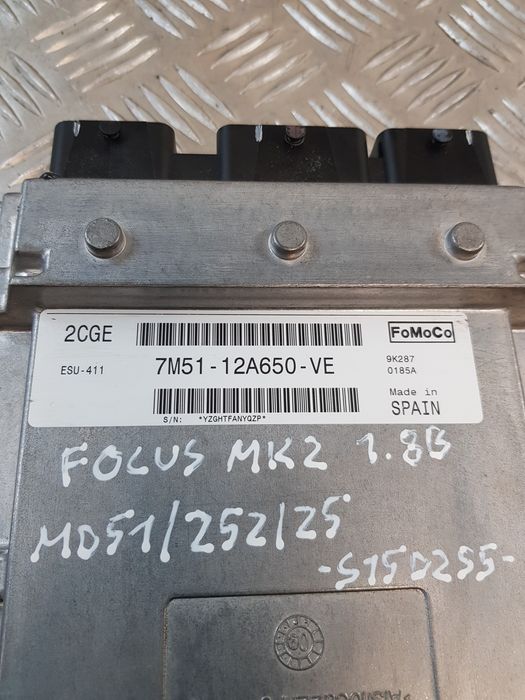 2CGE
FoMoCo
ESU-411
7M51-12A650-VE
9K287
0185A
Made in
SPAIN
S/N: *YZGHTFANYQZP*
FOCUS MK2 1.8B
MD51/252/25
-S15D255-